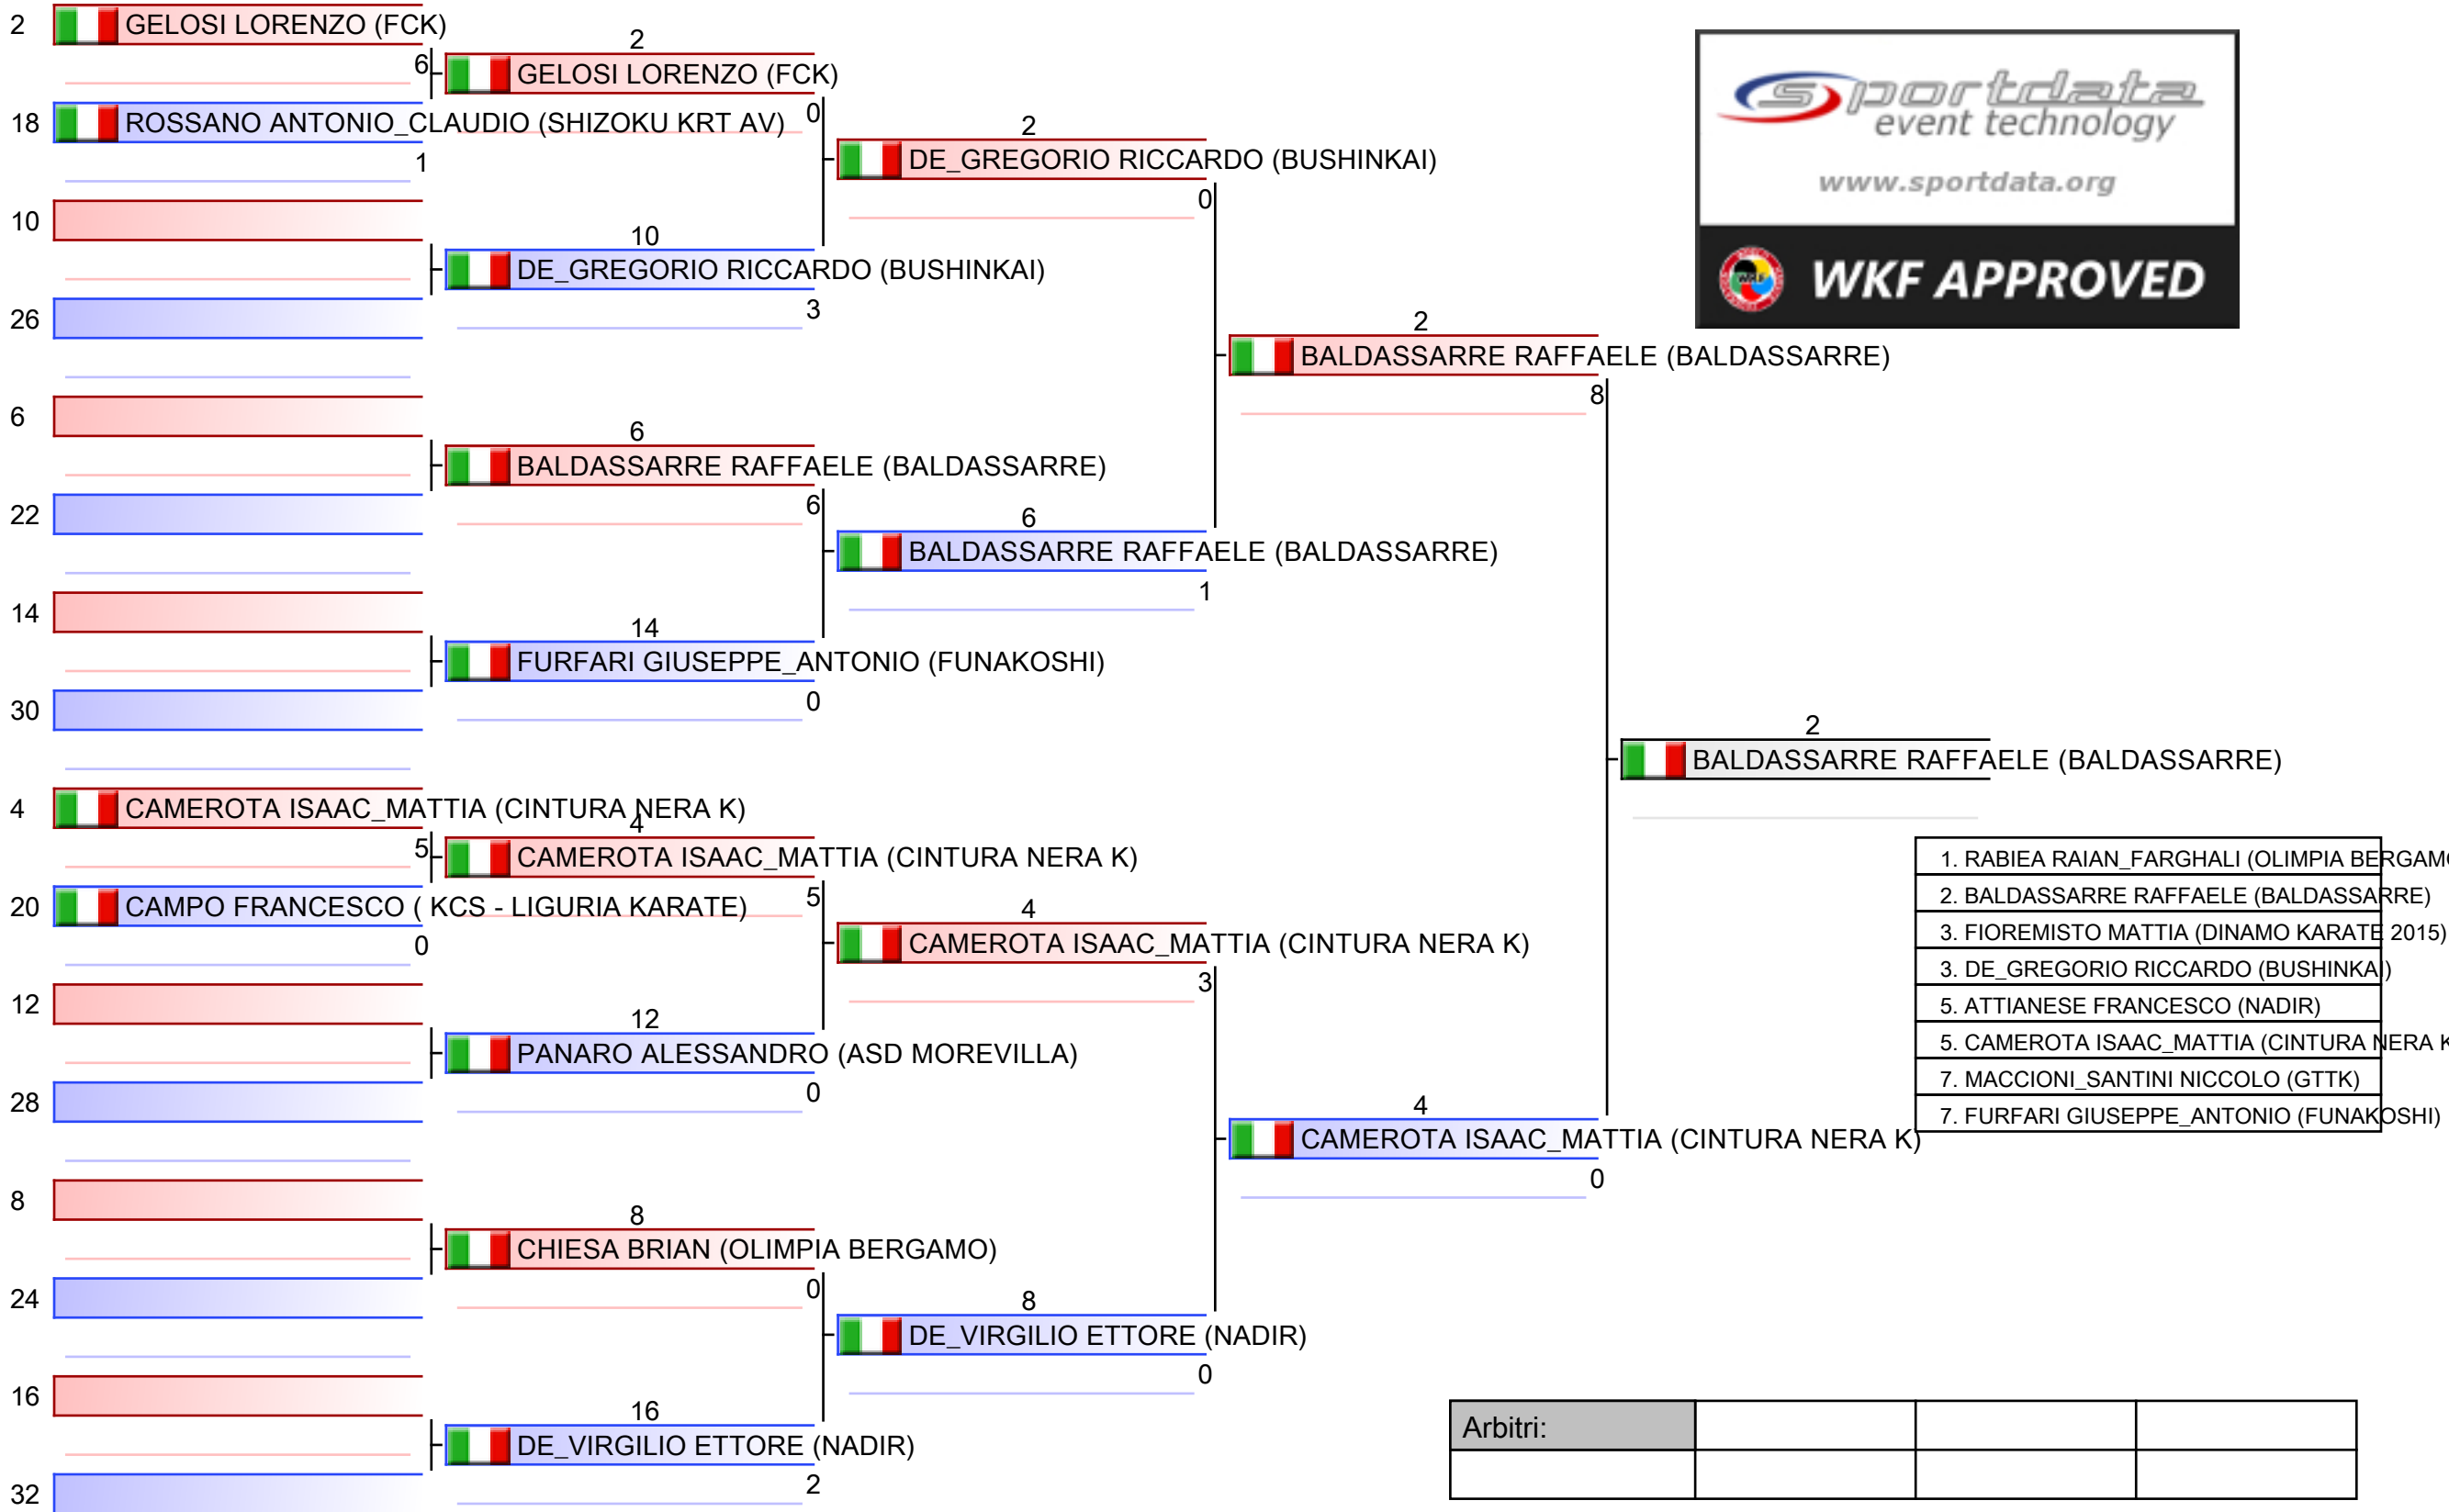 2 GELOSI LORENZO (FCK)
6
18 ROSSANO ANTONIO_CLAUDIO (SHIZOKU KRT AV)
1
10
26
6
22
14
30
4 CAMEROTA ISAAC_MATTIA (CINTURA NERA K)
5
20 CAMPO FRANCESCO ( KCS - LIGURIA KARATE)
0
12
28
8
24
16
32
2
GELOSI LORENZO (FCK)
0
10
DE_GREGORIO RICCARDO (BUSHINKAI)
3
6
BALDASSARRE RAFFAELE (BALDASSARRE)
6
14
FURFARI GIUSEPPE_ANTONIO (FUNAKOSHI)
0
4
CAMEROTA ISAAC_MATTIA (CINTURA NERA K)
5
12
PANARO ALESSANDRO (ASD MOREVILLA)
0
8
CHIESA BRIAN (OLIMPIA BERGAMO)
0
16
DE_VIRGILIO ETTORE (NADIR)
2
2
DE_GREGORIO RICCARDO (BUSHINKAI)
0
6
BALDASSARRE RAFFAELE (BALDASSARRE)
1
4
CAMEROTA ISAAC_MATTIA (CINTURA NERA K)
3
8
DE_VIRGILIO ETTORE (NADIR)
0
2
BALDASSARRE RAFFAELE (BALDASSARRE)
8
4
CAMEROTA ISAAC_MATTIA (CINTURA NERA K)
0
2
BALDASSARRE RAFFAELE (BALDASSARRE)
sportdata
event technology
www.sportdata.org
WKF
WKF APPROVED
1. RABIEA RAIAN_FARGHALI (OLIMPIA BERGAMO
2. BALDASSARRE RAFFAELE (BALDASSARRE)
3. FIOREMISTO MATTIA (DINAMO KARATE 2015)
3. DE_GREGORIO RICCARDO (BUSHINKAI)
5. ATTIANESE FRANCESCO (NADIR)
5. CAMEROTA ISAAC_MATTIA (CINTURA NERA K
7. MACCIONI_SANTINI NICCOLO (GTTK)
7. FURFARI GIUSEPPE_ANTONIO (FUNAKOSHI)
Arbitri: